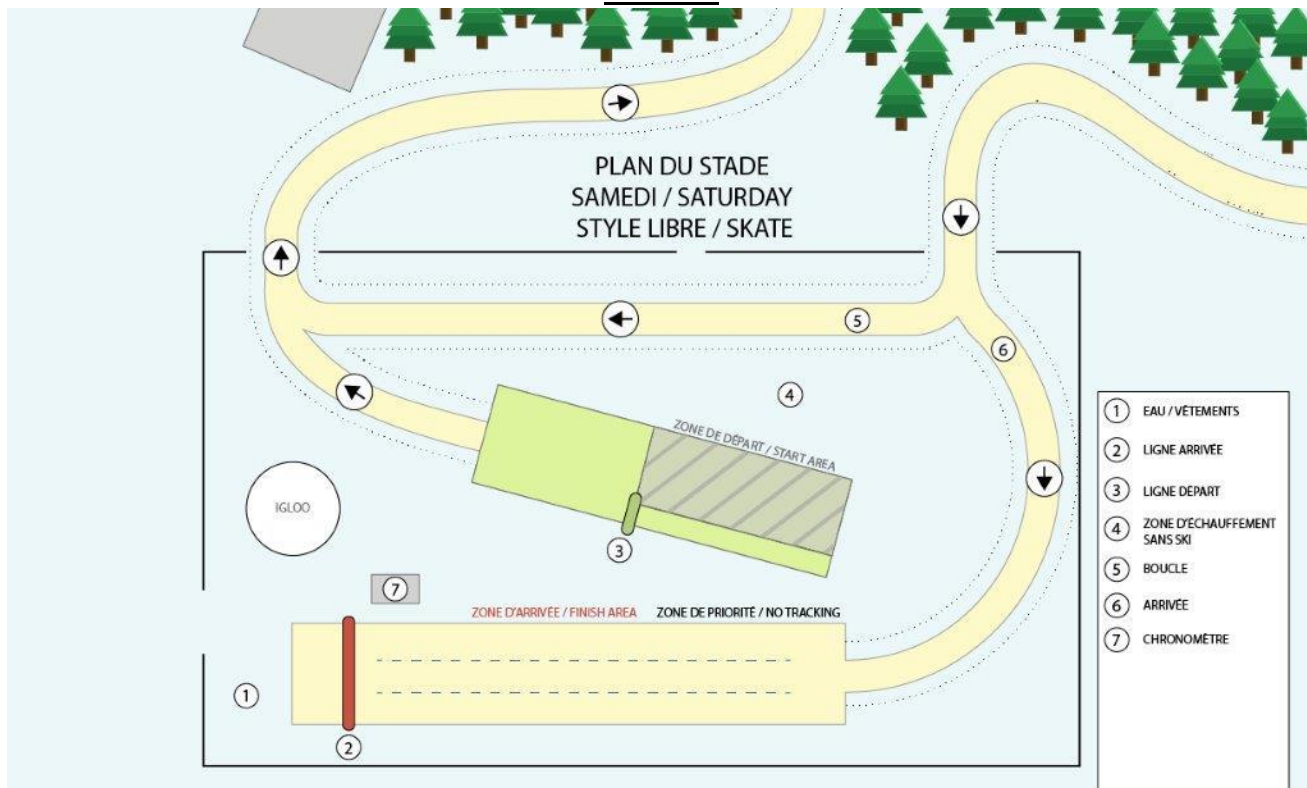 PLAN DU STADE
SAMEDI / SATURDAY
STYLE LIBRE / SKATE
5
6
4
ZONE DE DÉPART / START AREA
IGLOO
3
7
ZONE D'ARRIVÉE / FINISH AREA ZONE DE PRIORITÉ / NO TRACKING
1
2
1 EAU / VÊTEMENTS
2 LIGNE ARRIVÉE
3 LIGNE DÉPART
4 ZONE D'ÉCHAUFFEMENT
SANS SKI
5 BOUCLE
6 ARRIVÉE
7 CHRONOMÈTRE